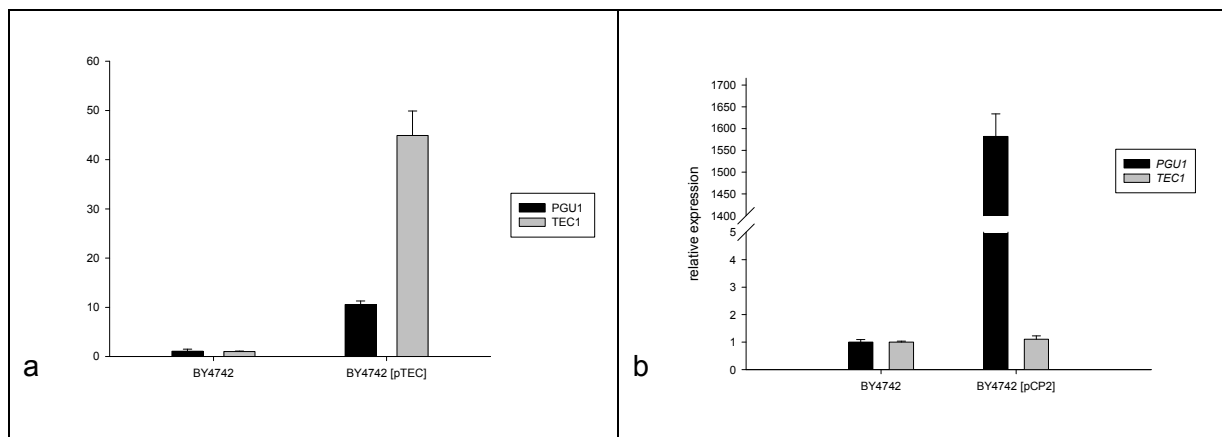 60
50
40
30
20
10
0
BY4742
BY4742 [pTEC]
PGU1
TEC1
a
relative expression
1700
1650
1600
1550
1500
1450
1400
5
4
3
2
1
0
BY4742
BY4742 [pCP2]
PGU1
TEC1
b